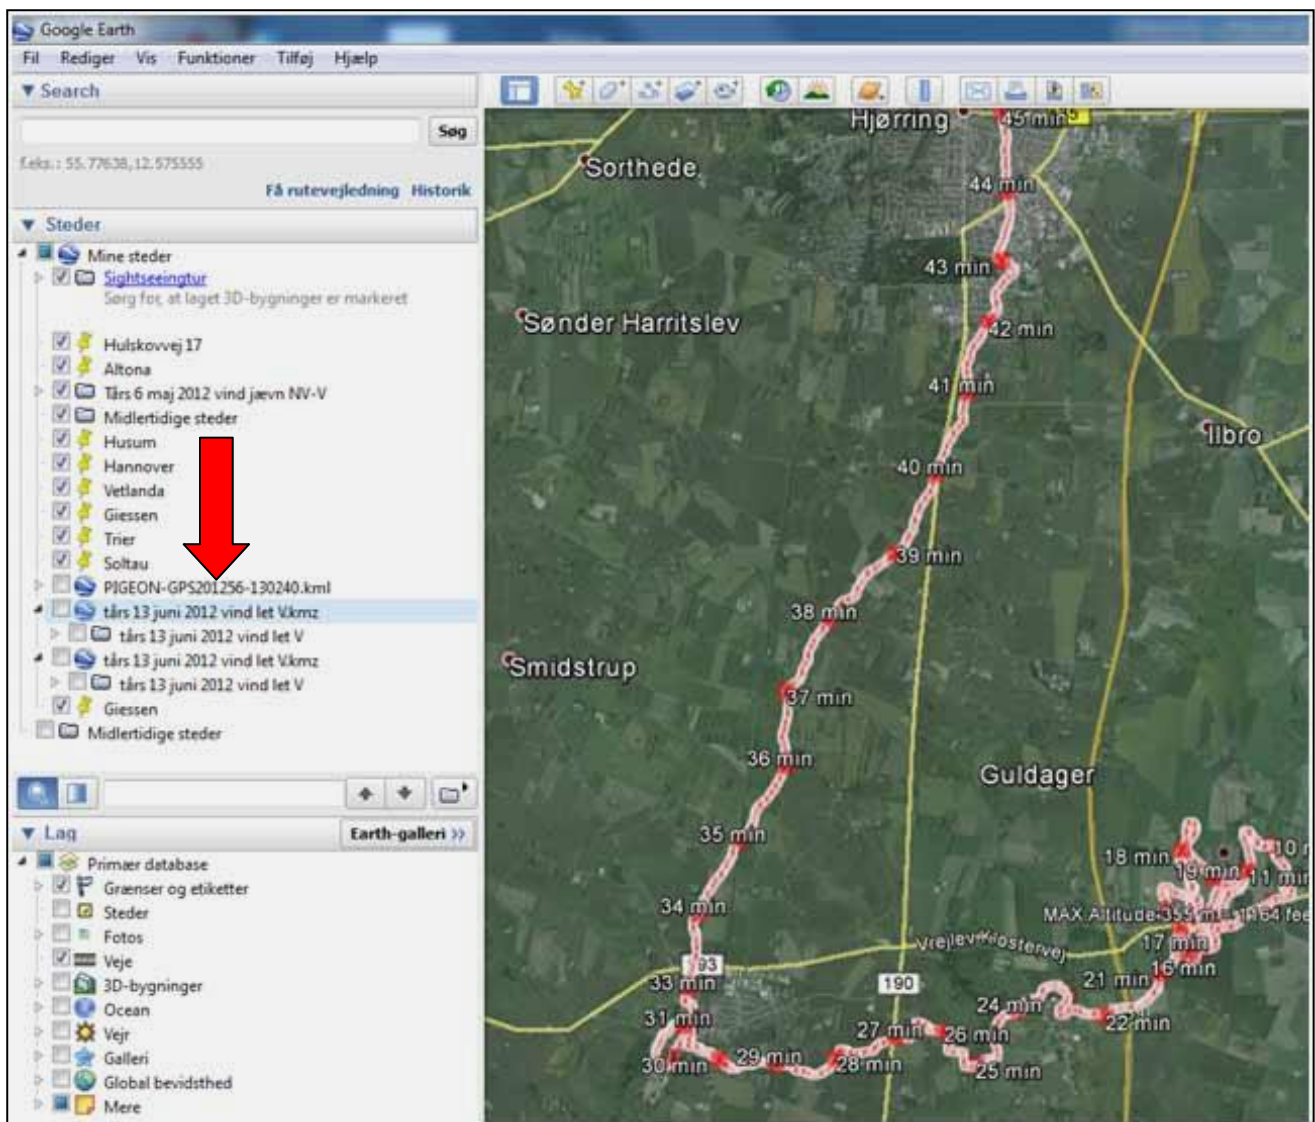 Google Earth
Fil Rediger Vis Funktioner Tilføj Hjælp
Search
Søg
f.eks.: 55.77638,12.575555
Få rutevejledning Historik
Steder
Mine steder
Sightseeingtur
Sørg for, at laget 3D-bygninger er markeret
Hulskovvej 17
Altona
Tårs 6 maj 2012 vind jævn NV-V
Midlertidige steder
Husum
Hannover
Vetlanda
Giessen
Trier
Soltau
PIGEON-GPS201256-130240.kml
tårs 13 juni 2012 vind let V.kmz
tårs 13 juni 2012 vind let V
tårs 13 juni 2012 vind let V.kmz
tårs 13 juni 2012 vind let V
Giessen
Midlertidige steder
Lag
Earth-galleri >>
Primær database
Grænser og etiketter
Steder
Fotos
Veje
3D-bygninger
Ocean
Vejr
Galleri
Global bevidsthed
Mere
Hjørring
45 min
Sorthede
44 min
43 min
Sønder Harritslev
42 min
41 min
Ilbro
40 min
39 min
38 min
Smidstrup
37 min
36 min
Guldager
35 min
18 min
10 m
19 min
11 min
34 min
MAX Altitude 355 m - 1164 fee
Vrejlev Klostervej
17 min
93
16 min
33 min
190
21 min
24 min
31 min
27 min
26 min
22 min
30 min
29 min
28 min
25 min